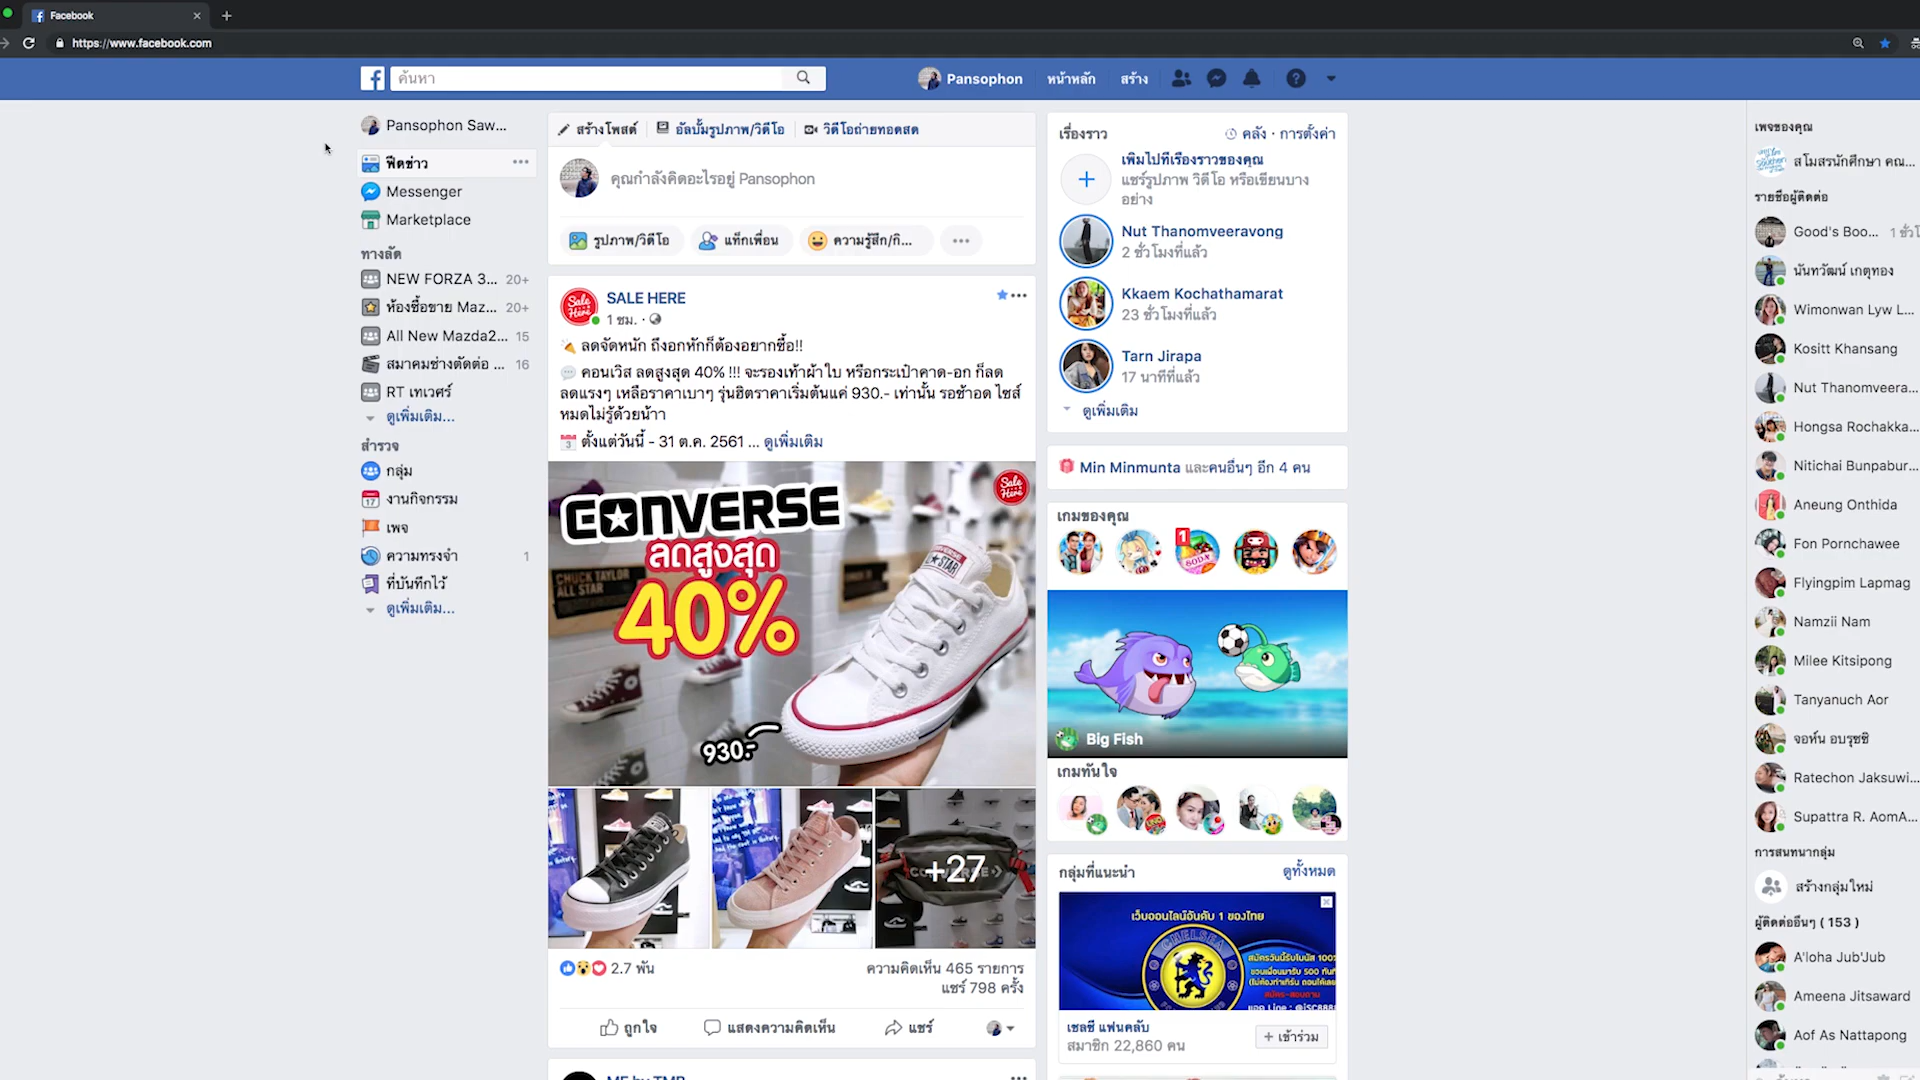 Facebook
https://www.facebook.com
ค้นหา
Pansophon
หน้าหลัก
สร้าง
Pansophon Saw...
ฟีดข่าว
Messenger
Marketplace
ทางลัด
NEW FORZA 3... 20+
ห้องซื้อขาย Maz... 20+
All New Mazda2... 15
สมาคมช่างตัดต่อ ... 16
RT เทเวศร์
ดูเพิ่มเติม...
สำรวจ
กลุ่ม
งานกิจกรรม
เพจ
ความทรงจำ 1
ที่บันทึกไว้
ดูเพิ่มเติม...
สร้างโพสต์
อัลบั้มรูปภาพ/วิดีโอ
วิดีโอถ่ายทอดสด
คุณกำลังคิดอะไรอยู่ Pansophon
รูปภาพ/วิดีโอ
แท็กเพื่อน
ความรู้สึก/กิ...
SALE HERE
1 ชม. ·
ลดจัดหนัก ถึงอกหักก็ต้องอยากซื้อ!!
คอนเวิส ลดสูงสุด 40% !!! จะรองเท้าผ้าใบ หรือกระเป๋าคาด-อก ก็ลด
ลดแรงๆ เหลือราคาเบาๆ รุ่นฮิตราคาเริ่มต้นแค่ 930.- เท่านั้น รอช้าอด ไซส์
หมดไม่รู้ด้วยน้าา
ตั้งแต่วันนี้ - 31 ต.ค. 2561 ... ดูเพิ่มเติม
Sale Here
CONVERSE
ลดสูงสุด
40%
CHUCK TAYLOR
ALL STAR
CONVERSE
STAR
930.-
+27
2.7 พัน
ความคิดเห็น 465 รายการ
แชร์ 798 ครั้ง
ถูกใจ
แสดงความคิดเห็น
แชร์
ME by TMB
เรื่องราว
คลัง · การตั้งค่า
เพิ่มไปที่เรื่องราวของคุณ
แชร์รูปภาพ วิดีโอ หรือเขียนบาง
อย่าง
Nut Thanomveeravong
2 ชั่วโมงที่แล้ว
Kkaem Kochathamarat
23 ชั่วโมงที่แล้ว
Tarn Jirapa
17 นาทีที่แล้ว
ดูเพิ่มเติม
Min Minmunta และคนอื่นๆ อีก 4 คน
เกมของคุณ
1
SODA
Big Fish
เกมทันใจ
กลุ่มที่แนะนำ
ดูทั้งหมด
เว็บออนไลน์อันดับ 1 ของไทย
CHELSEA
เชลซี แฟนคลับ
สมาชิก 22,860 คน
+ เข้าร่วม
เพจของคุณ
สโมสรนักศึกษา คณ...
รายชื่อผู้ติดต่อ
Good's Boo... 1 ชั่วโ
นันทวัฒน์ เกตุทอง
Wimonwan Lyw L...
Kositt Khansang
Nut Thanomveera...
Hongsa Rochakka...
Nitichai Bunpabur...
Aneung Onthida
Fon Pornchawee
Flyingpim Lapmag
Namzii Nam
Milee Kitsipong
Tanyanuch Aor
จอห์น อบรุซซิ
Ratechon Jaksuwi...
Supattra R. AomA...
การสนทนากลุ่ม
สร้างกลุ่มใหม่
ผู้ติดต่ออื่นๆ ( 153 )
A'loha Jub'Jub
Ameena Jitsaward
Aof As Nattapong